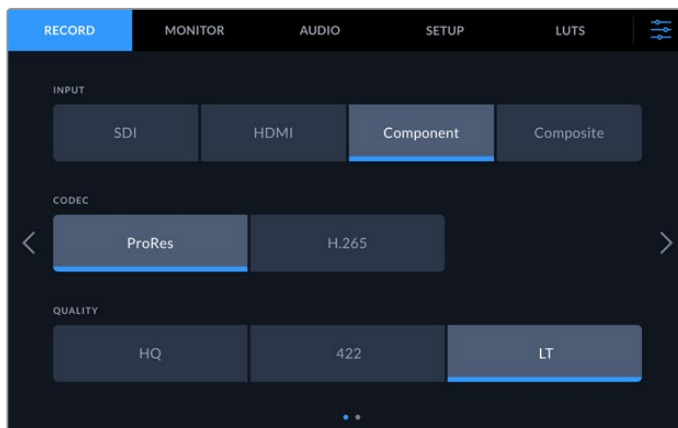 RECORD MONITOR AUDIO SETUP LUTS
INPUT
SDI HDMI Component Composite
CODEC
ProRes H.265
QUALITY
HQ 422 LT